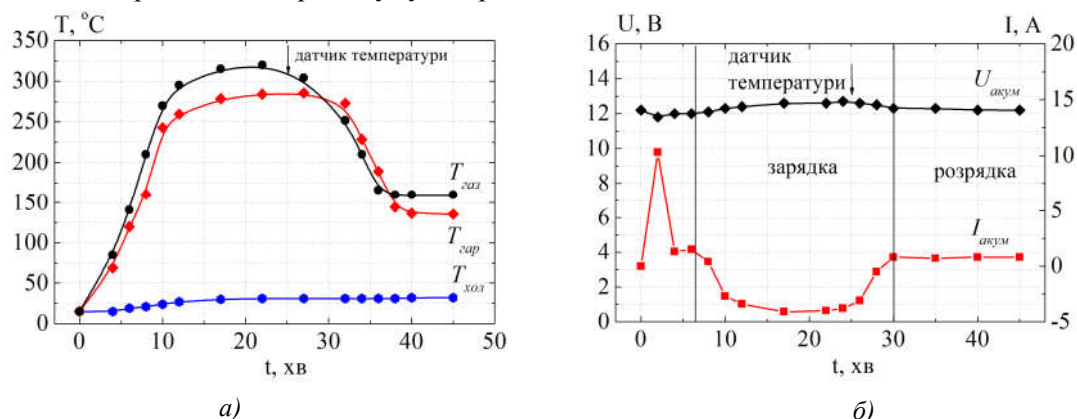 T, °C
350
300
250
200
150
100
50
25
0
0 10 20 30 40 50
t, хв
датчик температури
T газ
T гар
T хол
а)
U, В
I, А
16
14
12
10
8
6
4
2
0
20
15
10
5
0
-5
0 10 20 30 40
t, хв
датчик
температури
U акум
зарядка
розрядка
I акум
б)